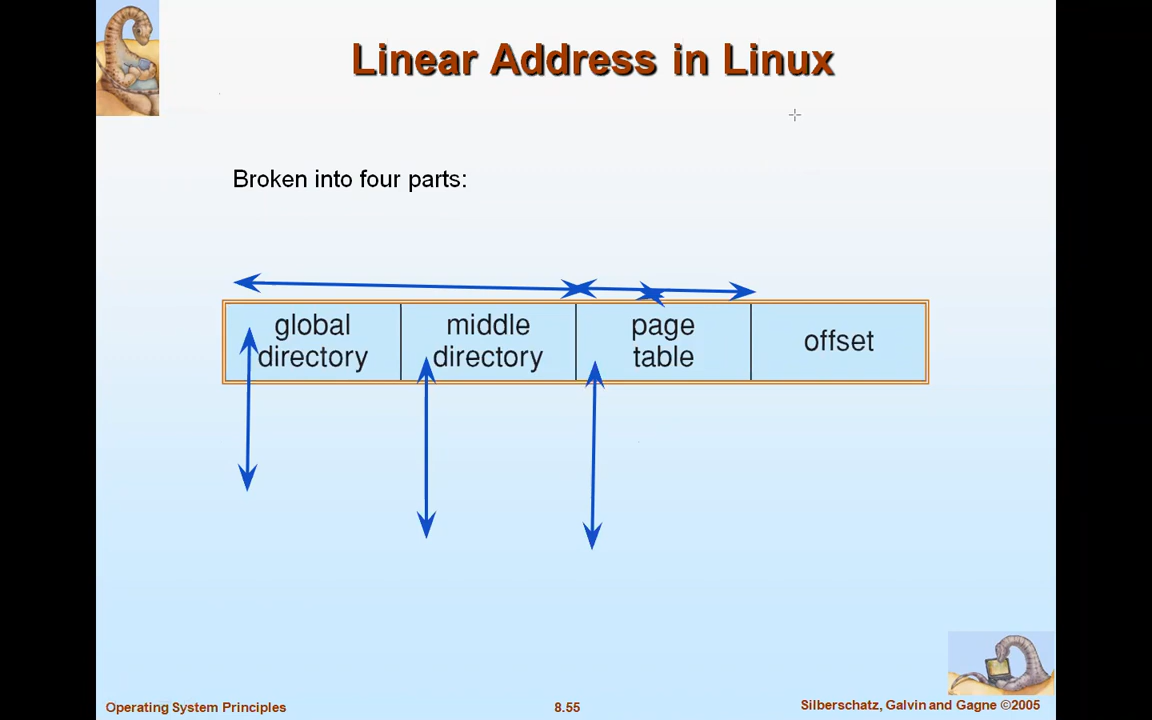 Linear Address in Linux
Broken into four parts:
global directory
middle directory
page table
offset
Operating System Principles
8.55
Silberschatz, Galvin and Gagne ©2005